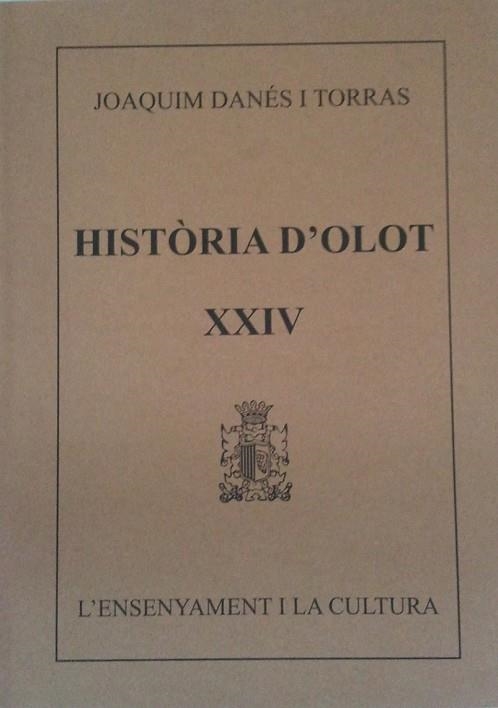 JOAQUIM DANÉS I TORRAS
HISTÒRIA D'OLOT
XXIV
L'ENSENYAMENT I LA CULTURA